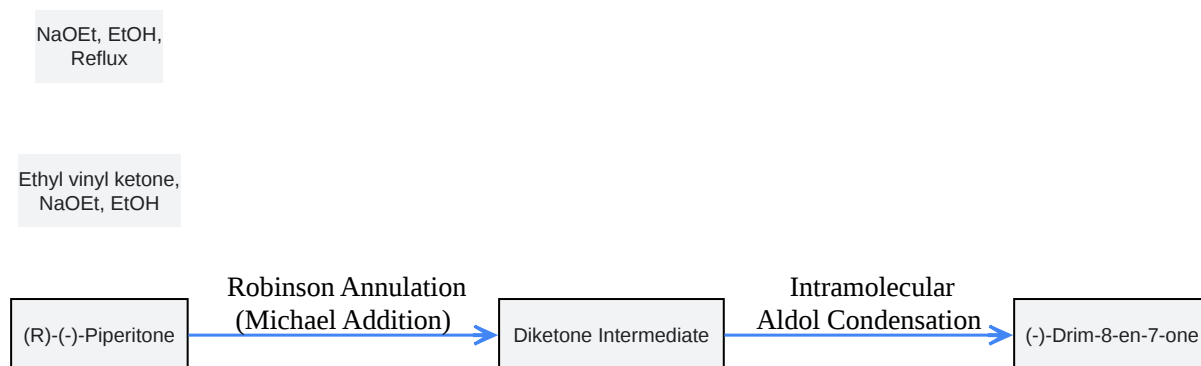 NaOEt, EtOH,
Reflux
Ethyl vinyl ketone,
NaOEt, EtOH
Robinson Annulation
(Michael Addition)
Intramolecular
Aldol Condensation
(R)-(-)-Piperitone
Diketone Intermediate
(-)-Drim-8-en-7-one